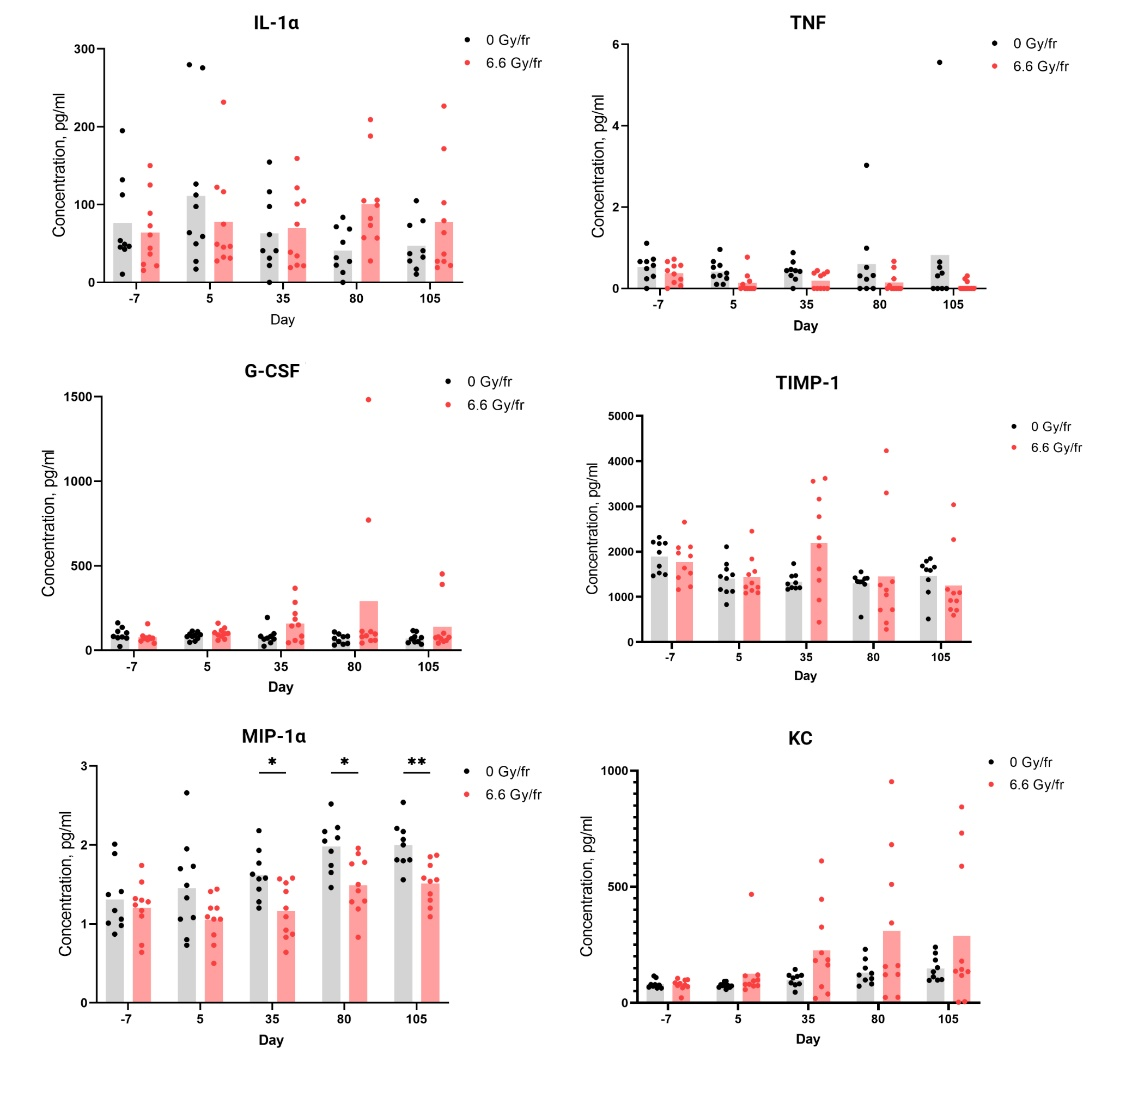 IL-1α
0 Gy/fr
6.6 Gy/fr
Concentration, pg/ml
300
200
100
0
-7 5 35 80 105
Day
TNF
0 Gy/fr
6.6 Gy/fr
Concentration, pg/ml
6
4
2
0
-7 5 35 80 105
Day
G-CSF
0 Gy/fr
6.6 Gy/fr
Concentration, pg/ml
1500
1000
500
0
-7 5 35 80 105
Day
TIMP-1
0 Gy/fr
6.6 Gy/fr
Concentration, pg/ml
5000
4000
3000
2000
1000
0
-7 5 35 80 105
Day
MIP-1α
0 Gy/fr
6.6 Gy/fr
* * **
Concentration, pg/ml
3
2
1
0
-7 5 35 80 105
Day
KC
0 Gy/fr
6.6 Gy/fr
Concentration, pg/ml
1000
500
0
-7 5 35 80 105
Day